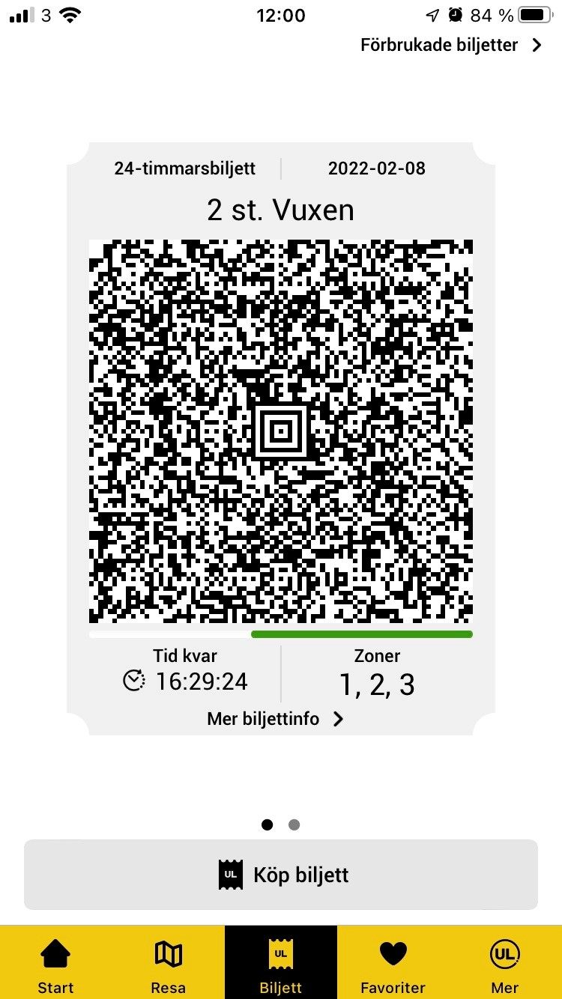 3 12:00 84 %
Förbrukade biljetter
24-timmarsbiljett 2022-02-08
2 st. Vuxen
Tid kvar Zoner
16:29:24 1, 2, 3
Mer biljettinfo
UL Köp biljett
UL UL
Start Resa Biljett Favoriter Mer